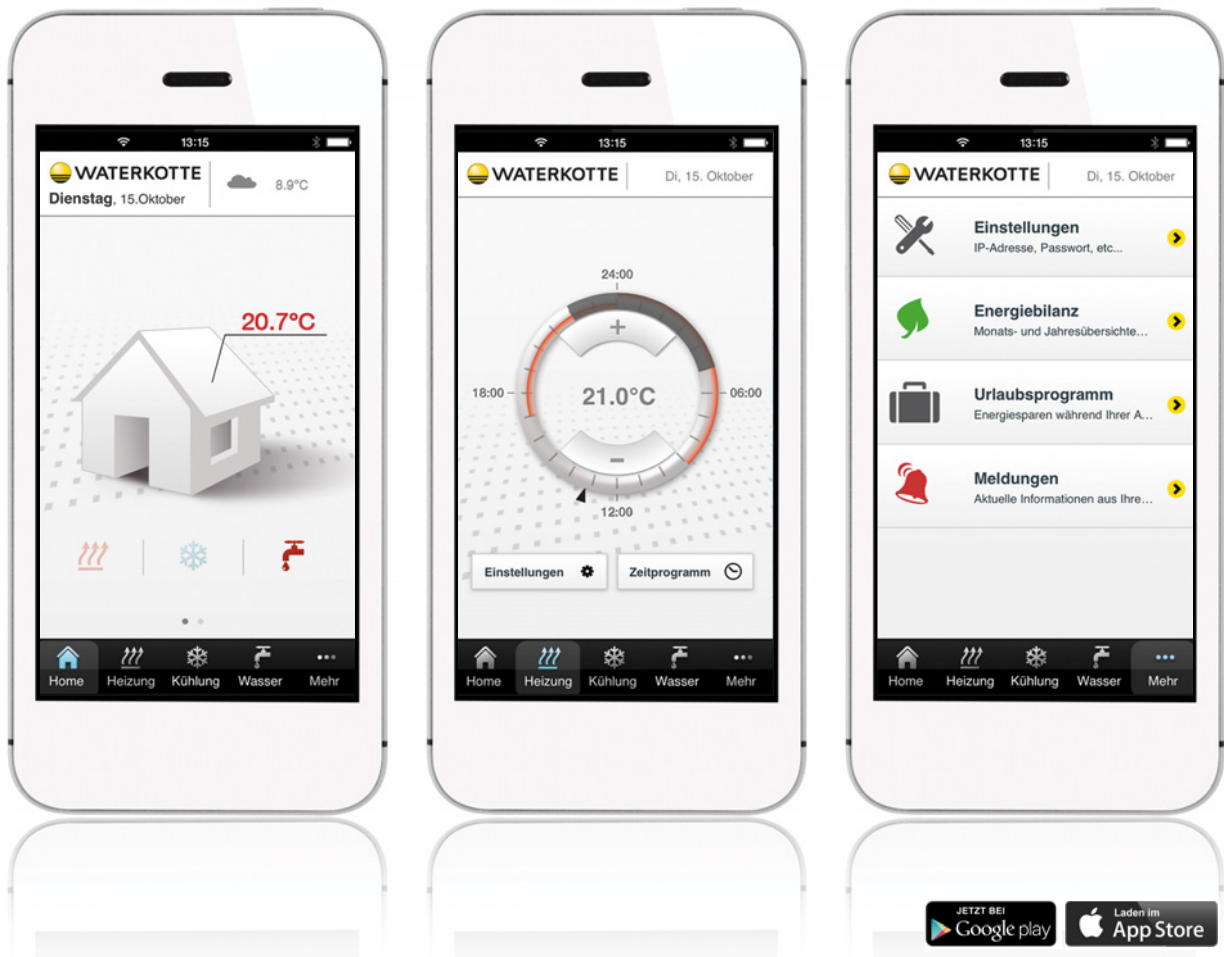 13:15
WATERKOTTE
Dienstag, 15.Oktober
8.9°C
20.7°C
Home Heizung Kühlung Wasser Mehr
13:15
WATERKOTTE
Di, 15. Oktober
24:00
+
18:00
21.0°C
06:00
−
12:00
Einstellungen
Zeitprogramm
Home Heizung Kühlung Wasser Mehr
13:15
WATERKOTTE
Di, 15. Oktober
Einstellungen
IP-Adresse, Passwort, etc...
Energiebilanz
Monats- und Jahresübersichte...
Urlaubsprogramm
Energiesparen während Ihrer A...
Meldungen
Aktuelle Informationen aus Ihre...
Home Heizung Kühlung Wasser Mehr
JETZT BEI
Google play
Laden im
App Store